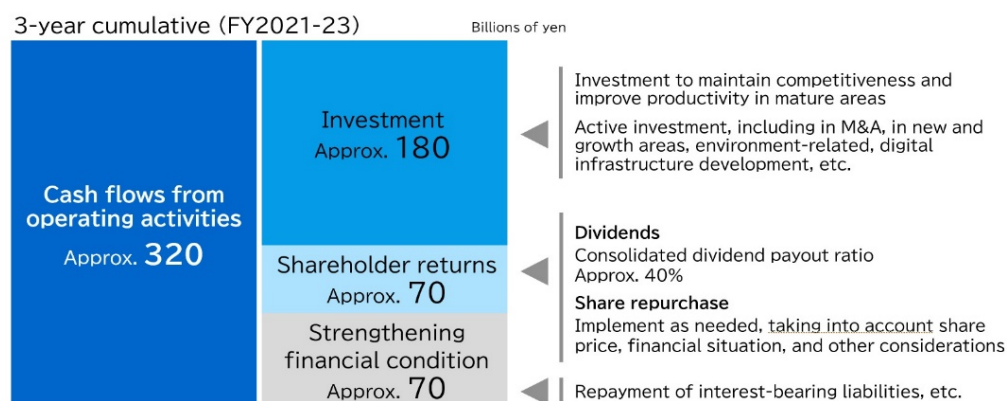 3-year cumulative (FY2021-23)
Billions of yen
Cash flows from
operating activities
Approx. 320
Investment
Approx. 180
Shareholder returns
Approx. 70
Strengthening
financial condition
Approx. 70
Investment to maintain competitiveness and
improve productivity in mature areas
Active investment, including in M&A, in new and
growth areas, environment-related, digital
infrastructure development, etc.
Dividends
Consolidated dividend payout ratio
Approx. 40%
Share repurchase
Implement as needed, taking into account share
price, financial situation, and other considerations
Repayment of interest-bearing liabilities, etc.